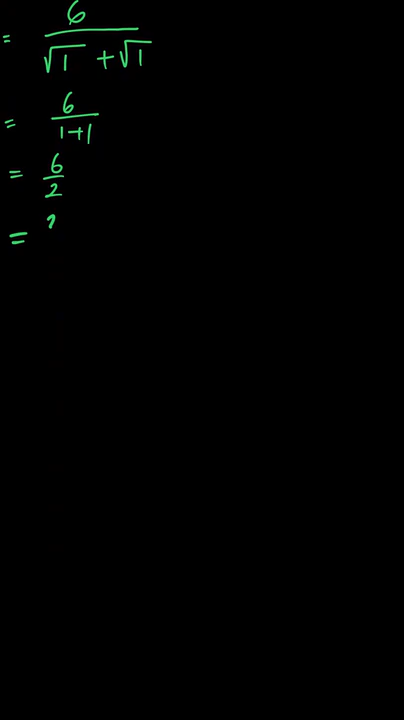 = 6/(√1 + √1)
= 6/(1+1)
= 6/2
=